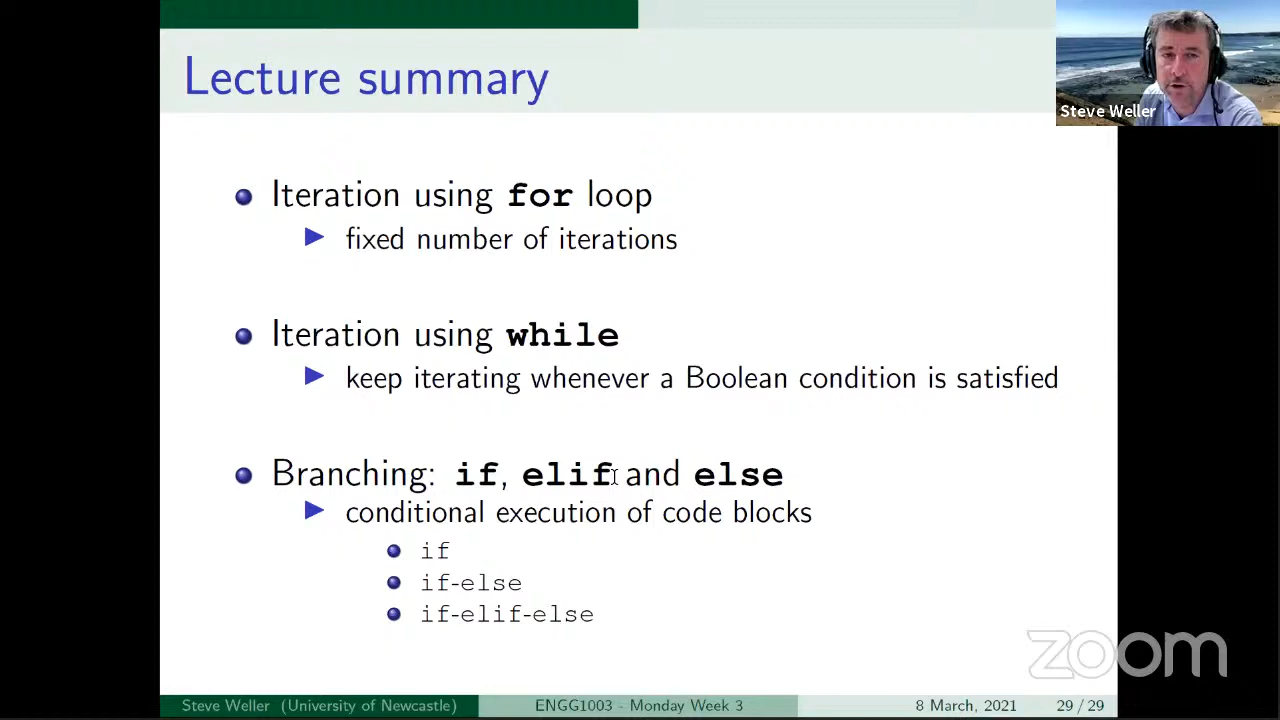 Lecture summary
Steve Weller
Iteration using for loop
fixed number of iterations
Iteration using while
keep iterating whenever a Boolean condition is satisfied
Branching: if, elif and else
conditional execution of code blocks
if
if-else
if-elif-else
zoom
Steve Weller (University of Newcastle) ENGG1003 - Monday Week 3 8 March, 2021 29 / 29